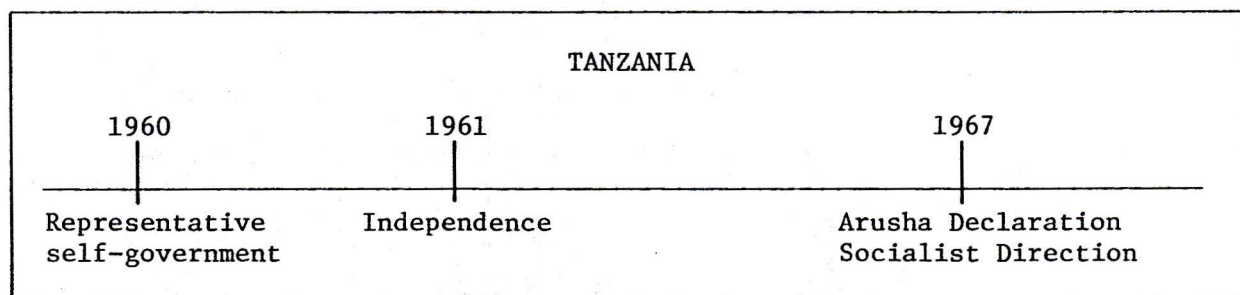 TANZANIA
1960 1961 1967
Representative Independence Arusha Declaration
self-government Socialist Direction